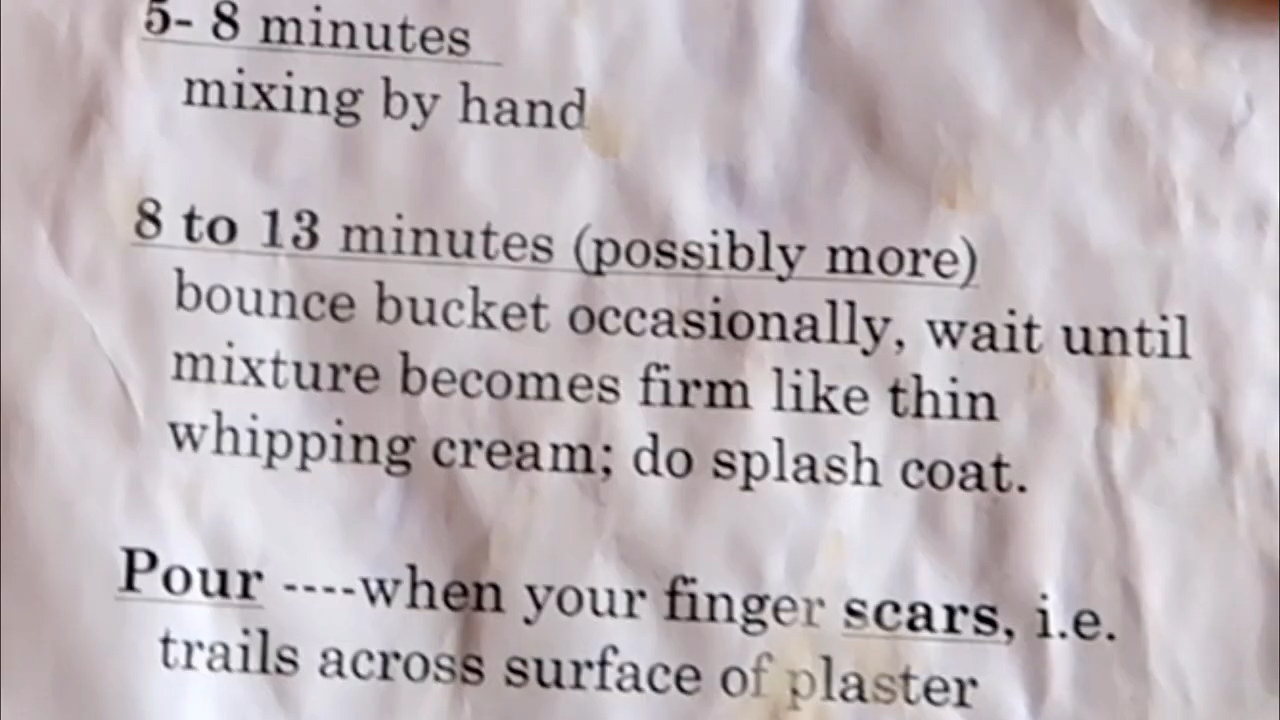 5- 8 minutes
mixing by hand
8 to 13 minutes (possibly more)
bounce bucket occasionally, wait until
mixture becomes firm like thin
whipping cream; do splash coat.
Pour ----when your finger scars, i.e.
trails across surface of plaster